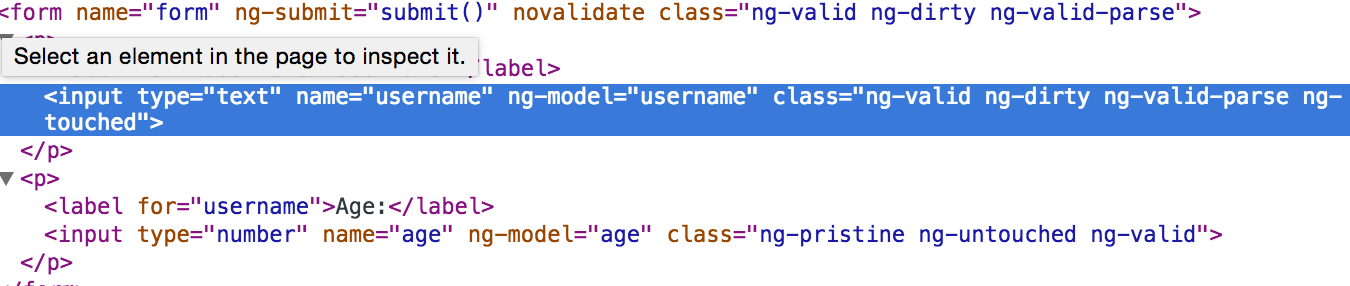 <form name="form" ng-submit="submit()" novalidate class="ng-valid ng-dirty ng-valid-parse">
Select an element in the page to inspect it.
/label>
<input type="text" name="username" ng-model="username" class="ng-valid ng-dirty ng-valid-parse ng-
touched">
</p>
<p>
<label for="username">Age:</label>
<input type="number" name="age" ng-model="age" class="ng-pristine ng-untouched ng-valid">
</p>